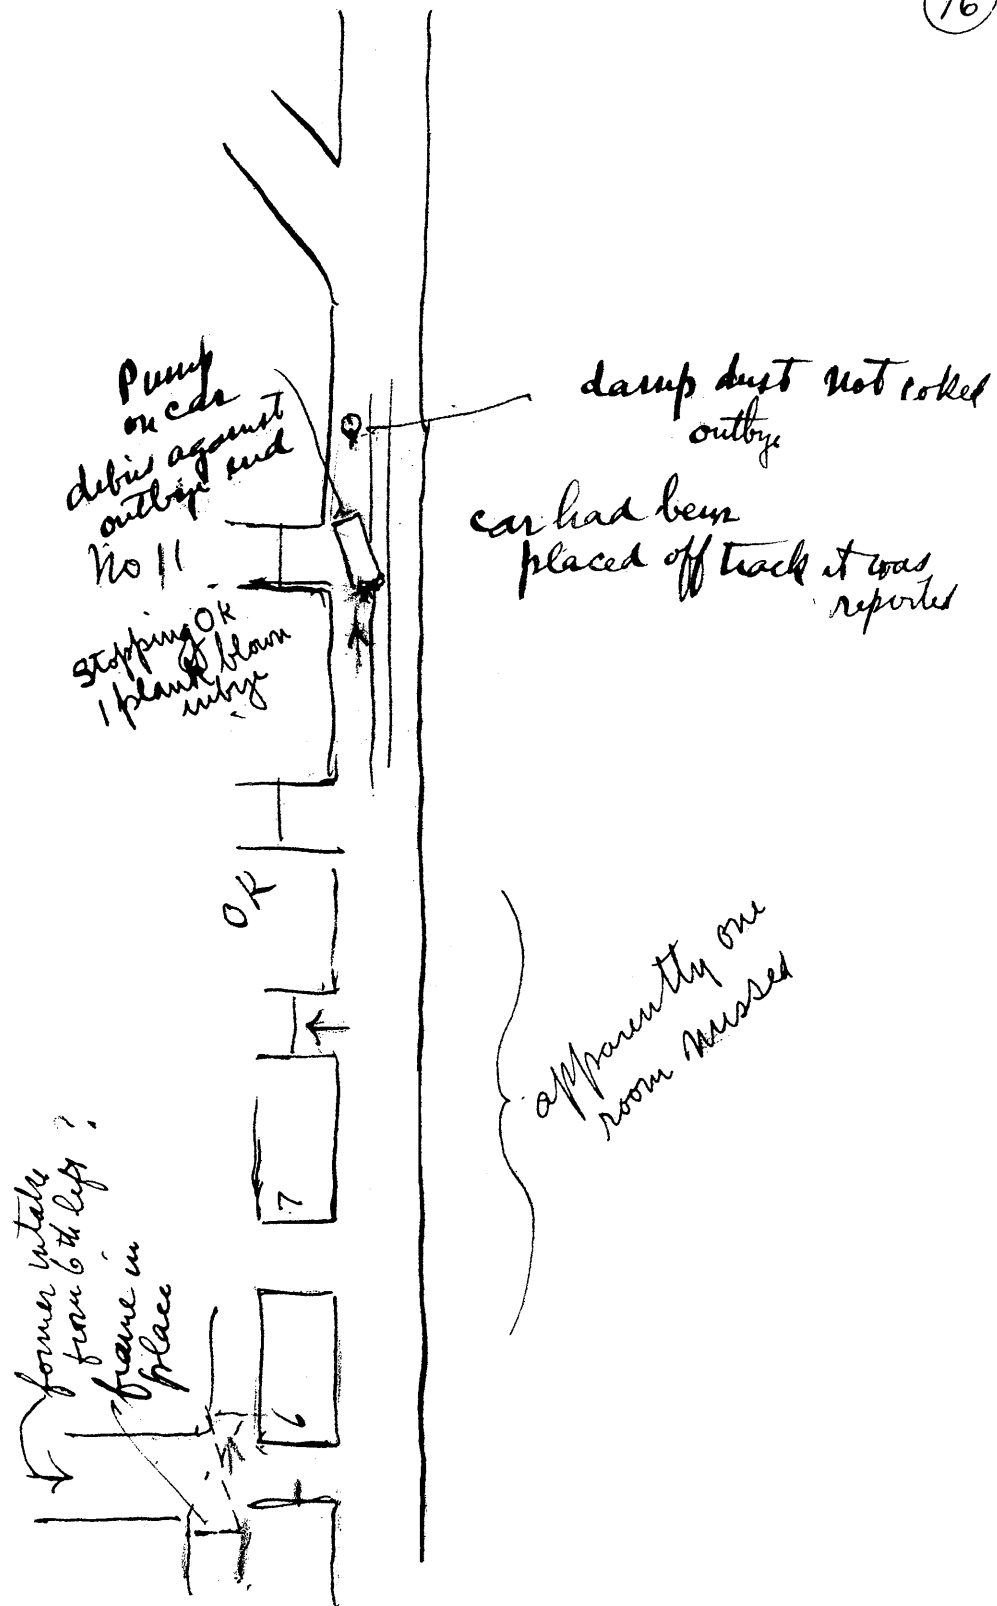 16
Pump
on car
debris against
outbye end
No 11
damp dust not coked
outbye
car had been
placed off track it was
reported
stopping OK
1 plank blown
inbye
OK
apparently one
room missed
7
former intake
from 6th left?
frame in
place
6